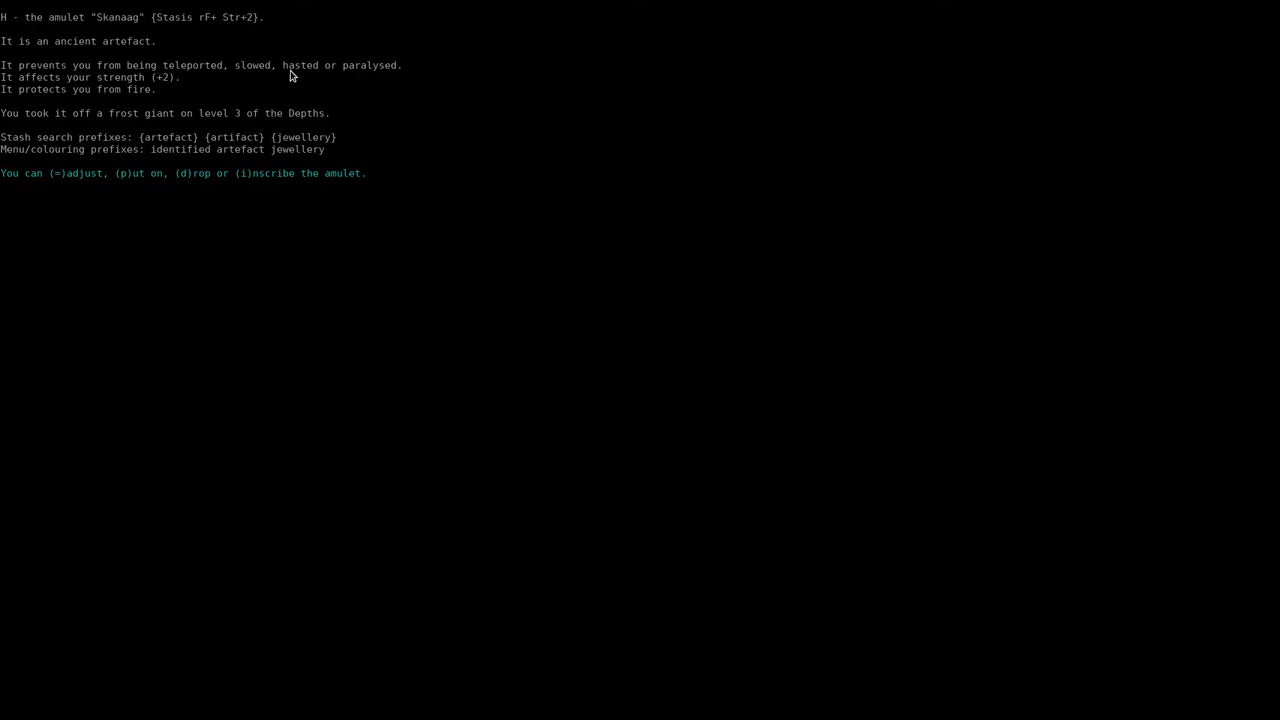 H - the amulet "Skanaag" {Stasis rF+ Str+2}.
It is an ancient artefact.
It prevents you from being teleported, slowed, hasted or paralysed.
It affects your strength (+2).
It protects you from fire.
You took it off a frost giant on level 3 of the Depths.
Stash search prefixes: {artefact} {artifact} {jewellery}
Menu/colouring prefixes: identified artefact jewellery
You can (=)adjust, (p)ut on, (d)rop or (i)nscribe the amulet.